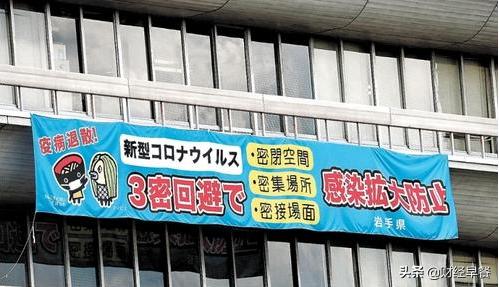 疫病退散!
新型コロナウイルス
3密回避で
・密閉空間
・密集場所
・密接場面
感染拡大防止
岩手県
头条 @财经早餐